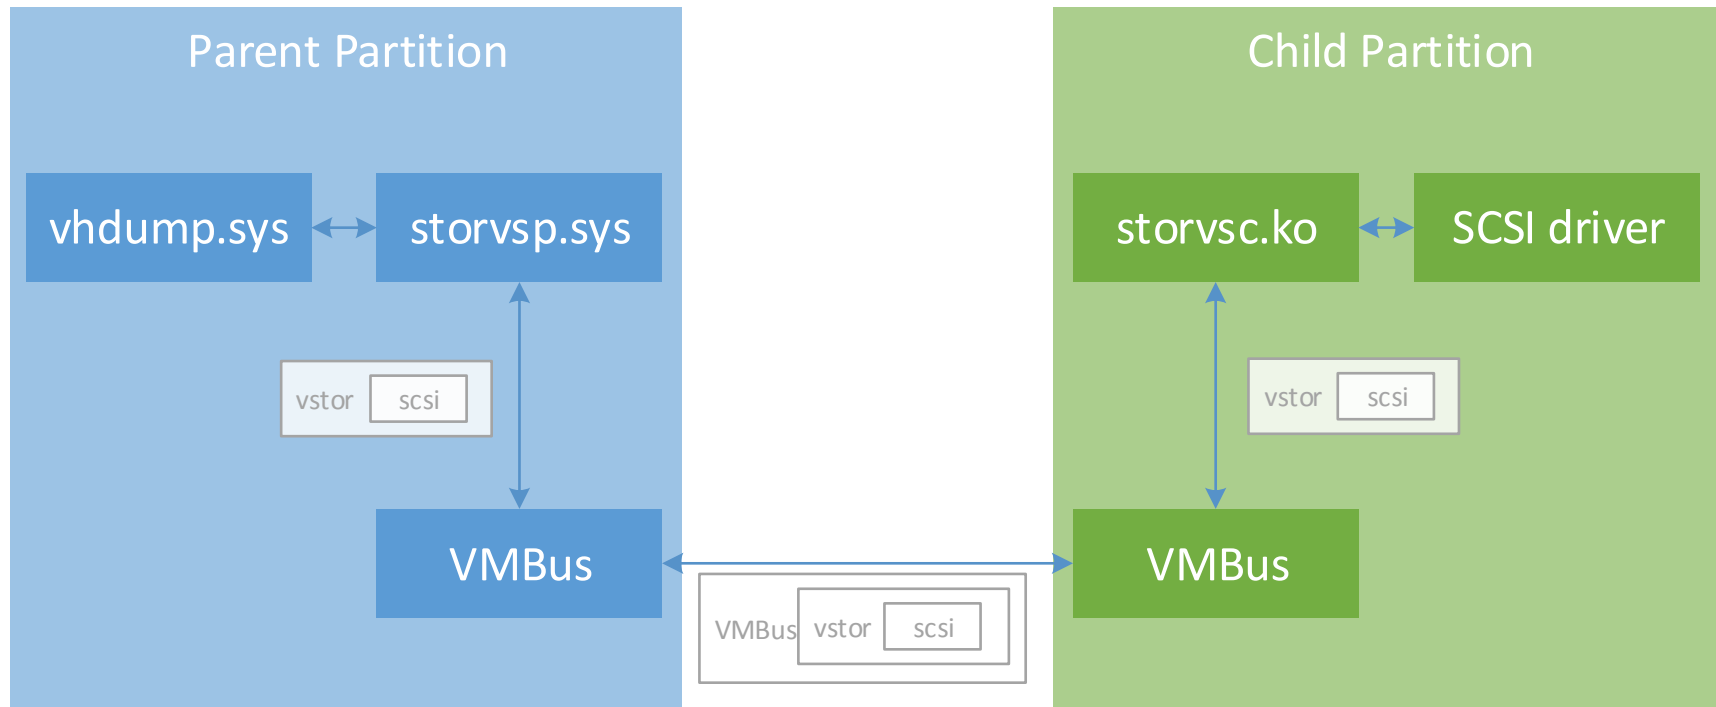 Parent Partition
Child Partition
vhdump.sys
storvsp.sys
storvsc.ko
SCSI driver
vstor
scsi
vstor
scsi
VMBus
VMBus
VMBus
vstor
scsi